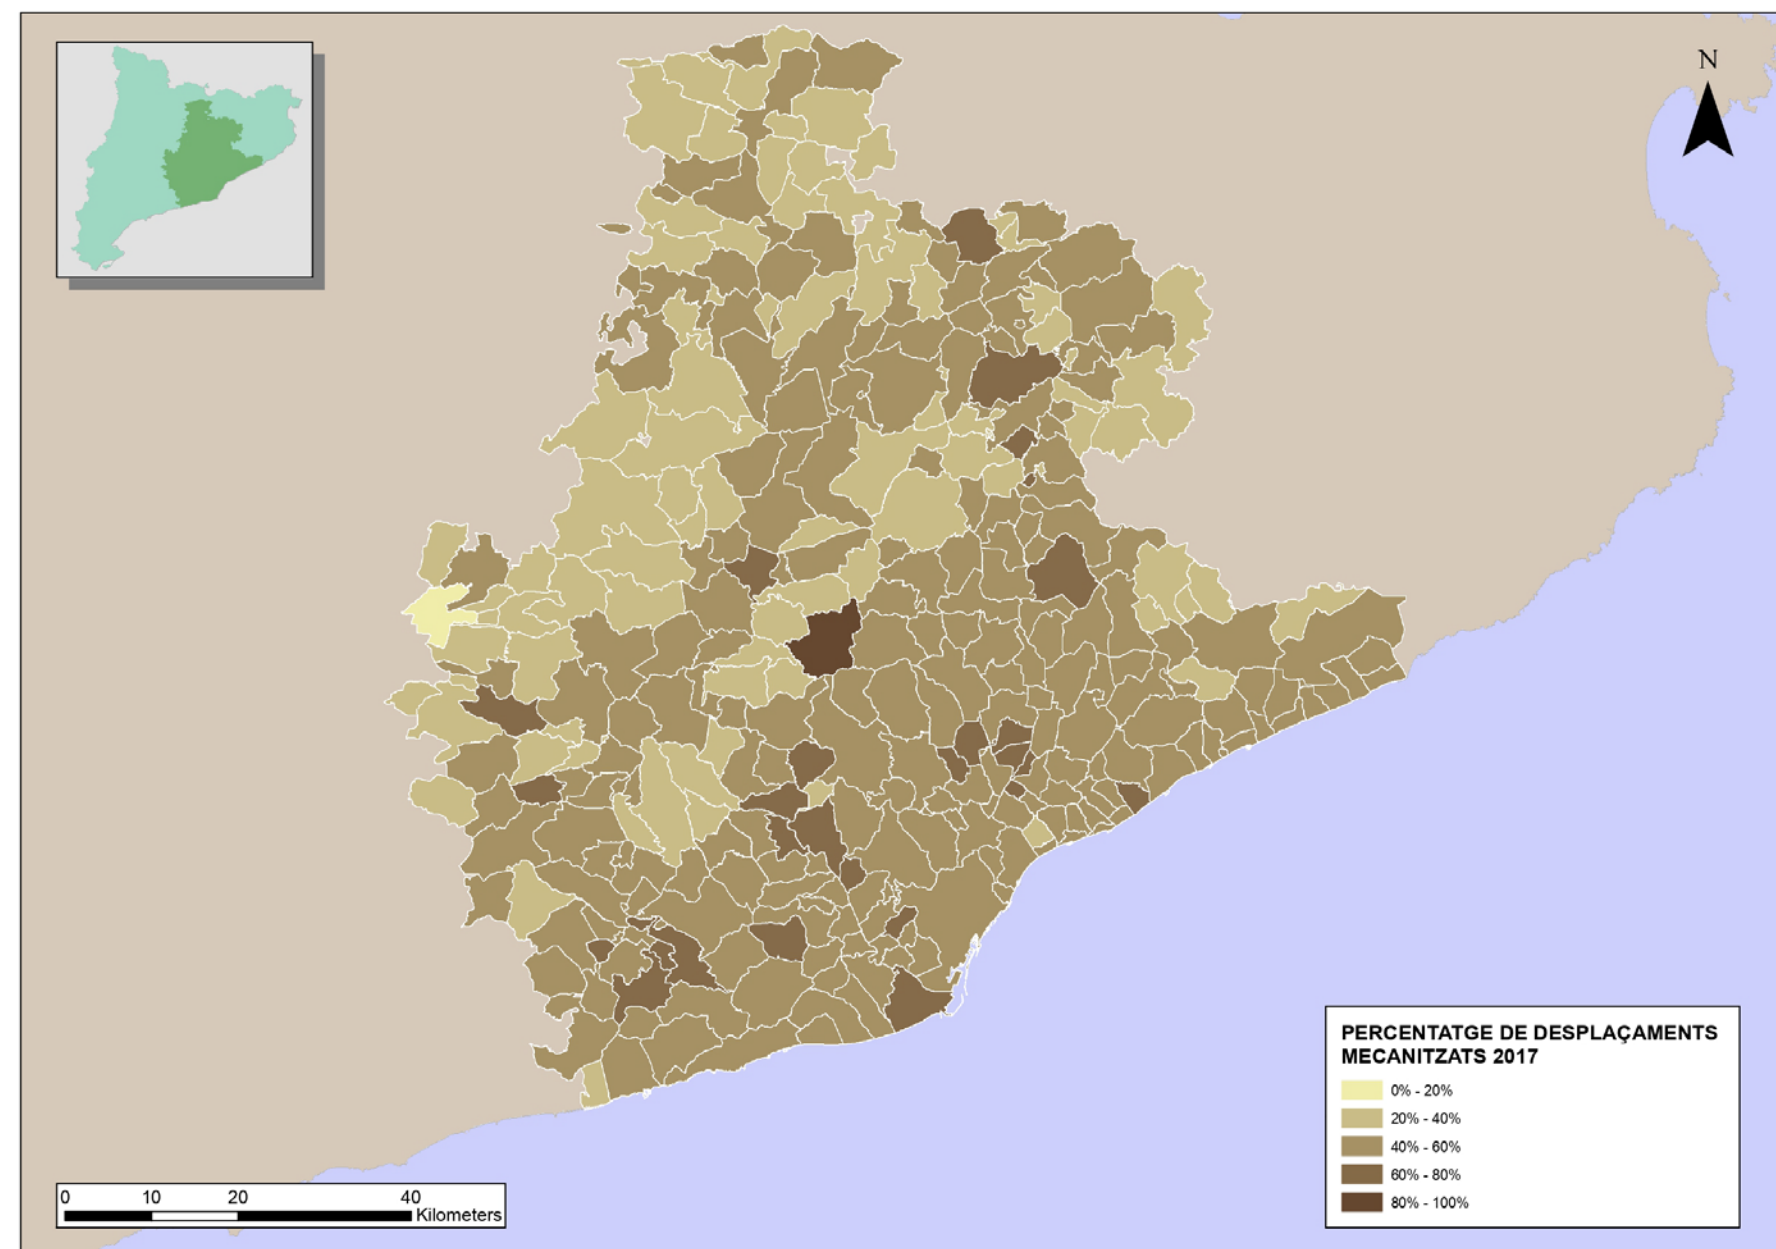 N
PERCENTATGE DE DESPLAÇAMENTS
MECANITZATS 2017
0% - 20%
20% - 40%
40% - 60%
60% - 80%
80% - 100%
0 10 20 40
Kilometers